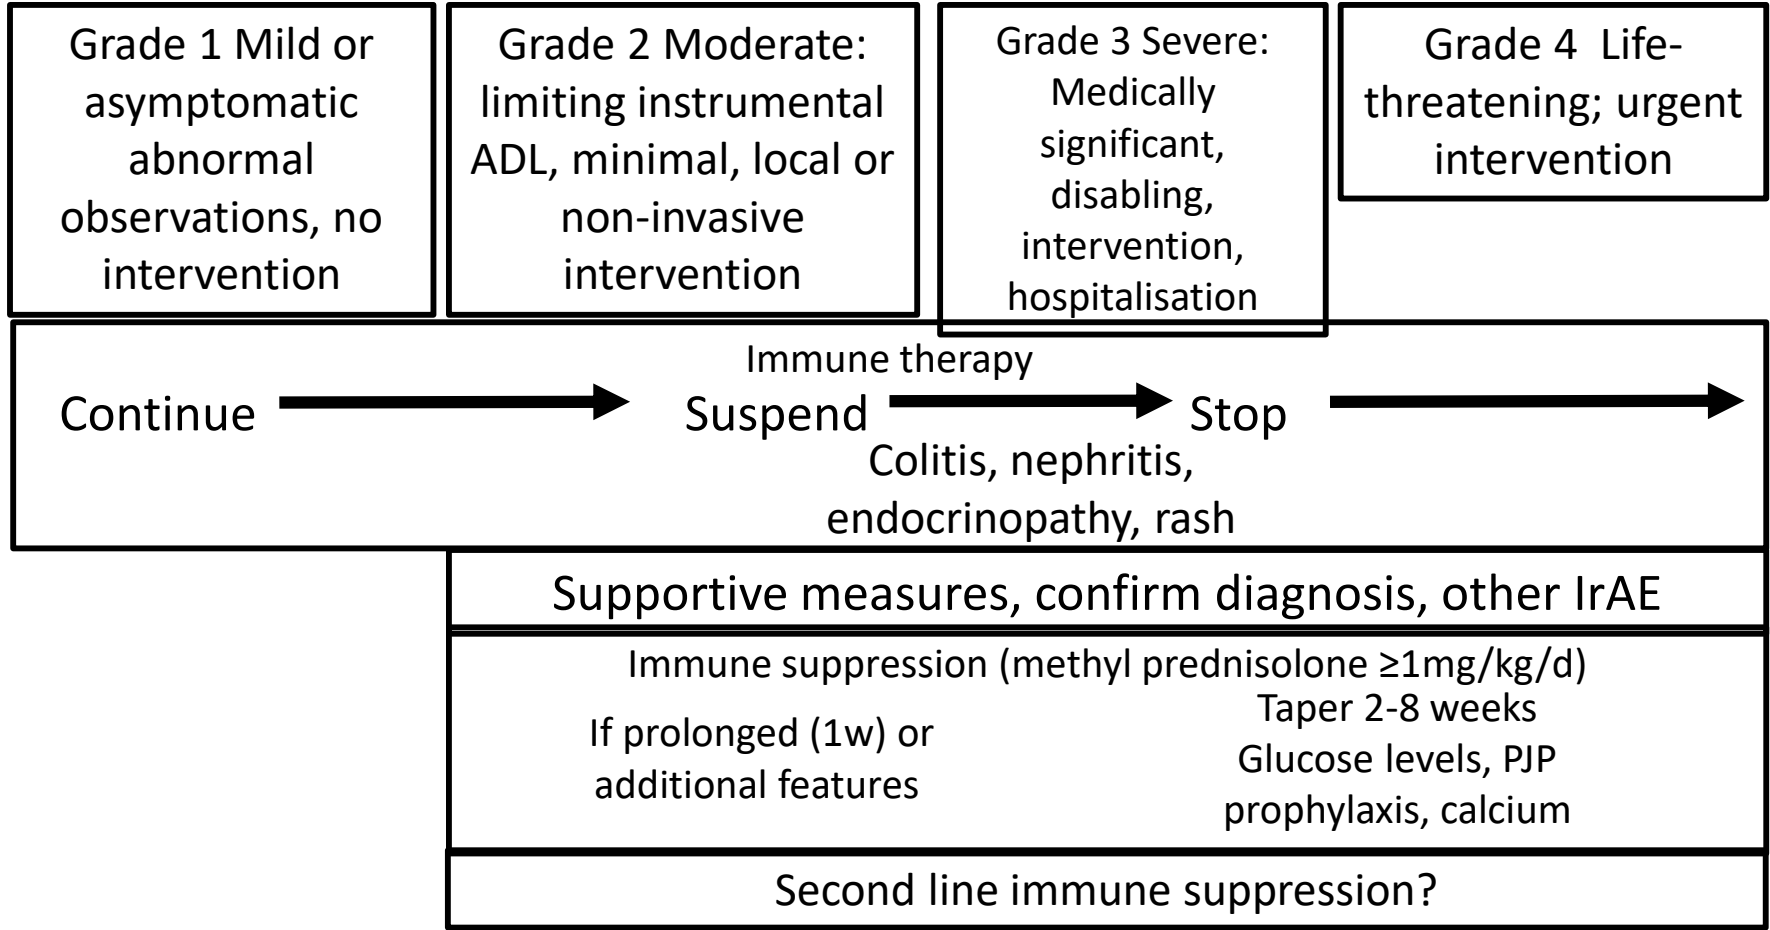 Grade 1 Mild or
asymptomatic
abnormal
observations, no
intervention
Grade 2 Moderate:
limiting instrumental
ADL, minimal, local or
non-invasive
intervention
Grade 3 Severe:
Medically
significant,
disabling,
intervention,
hospitalisation
Grade 4  Life-
threatening; urgent
intervention
Immune therapy
Continue
Suspend
Stop
Colitis, nephritis,
endocrinopathy, rash
Supportive measures, confirm diagnosis, other IrAE
Immune suppression (methyl prednisolone ≥1mg/kg/d)
If prolonged (1w) or
additional features
Taper 2-8 weeks
Glucose levels, PJP
prophylaxis, calcium
Second line immune suppression?